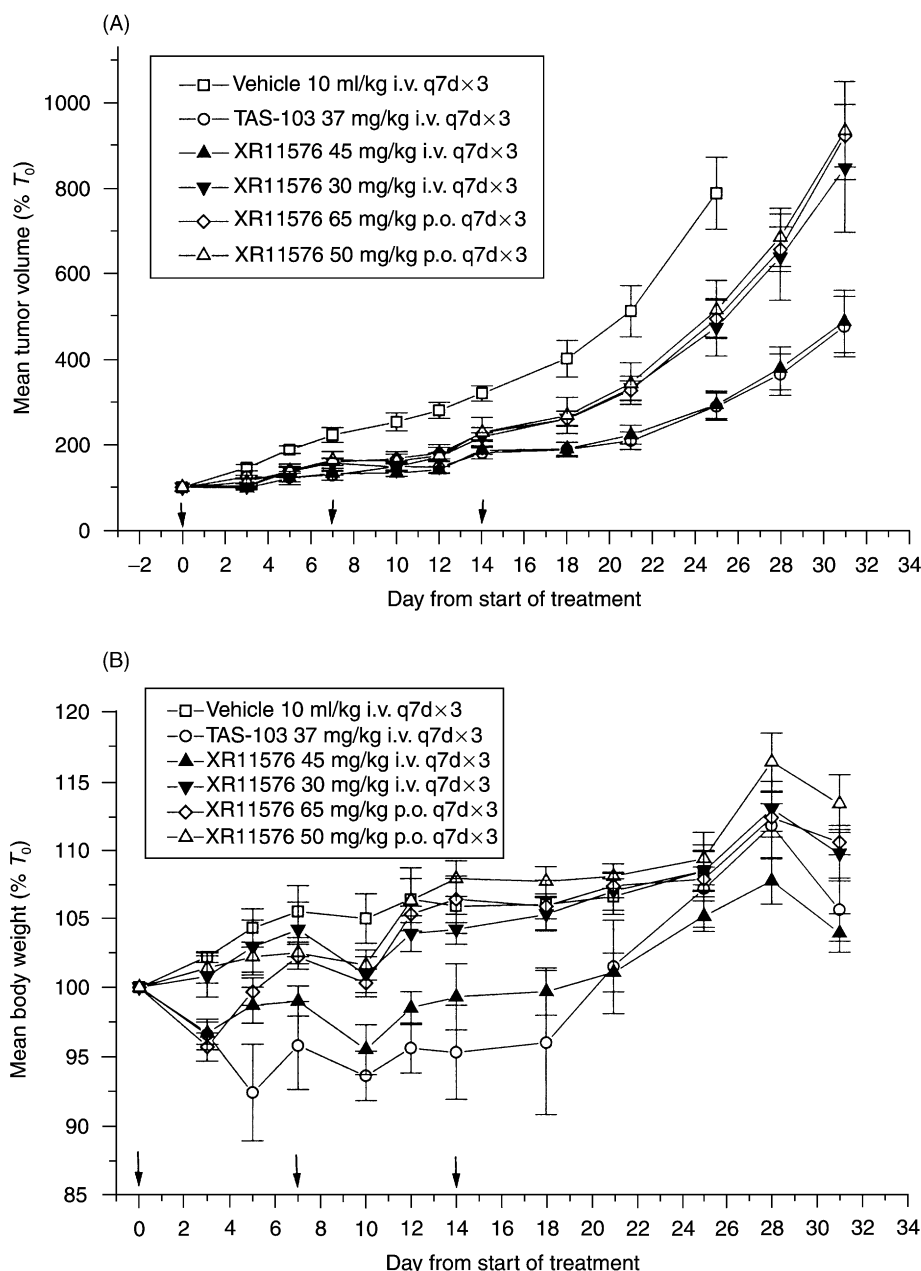 (A)
Mean tumor volume (% T0)
1000
800
600
400
200
0
Vehicle 10 ml/kg i.v. q7d×3
TAS-103 37 mg/kg i.v. q7d×3
XR11576 45 mg/kg i.v. q7d×3
XR11576 30 mg/kg i.v. q7d×3
XR11576 65 mg/kg p.o. q7d×3
XR11576 50 mg/kg p.o. q7d×3
−2 0 2 4 6 8 10 12 14 16 18 20 22 24 26 28 30 32 34
Day from start of treatment
(B)
Mean body weight (% T0)
120
115
110
105
100
95
90
85
Vehicle 10 ml/kg i.v. q7d×3
TAS-103 37 mg/kg i.v. q7d×3
XR11576 45 mg/kg i.v. q7d×3
XR11576 30 mg/kg i.v. q7d×3
XR11576 65 mg/kg p.o. q7d×3
XR11576 50 mg/kg p.o. q7d×3
0 2 4 6 8 10 12 14 16 18 20 22 24 26 28 30 32 34
Day from start of treatment